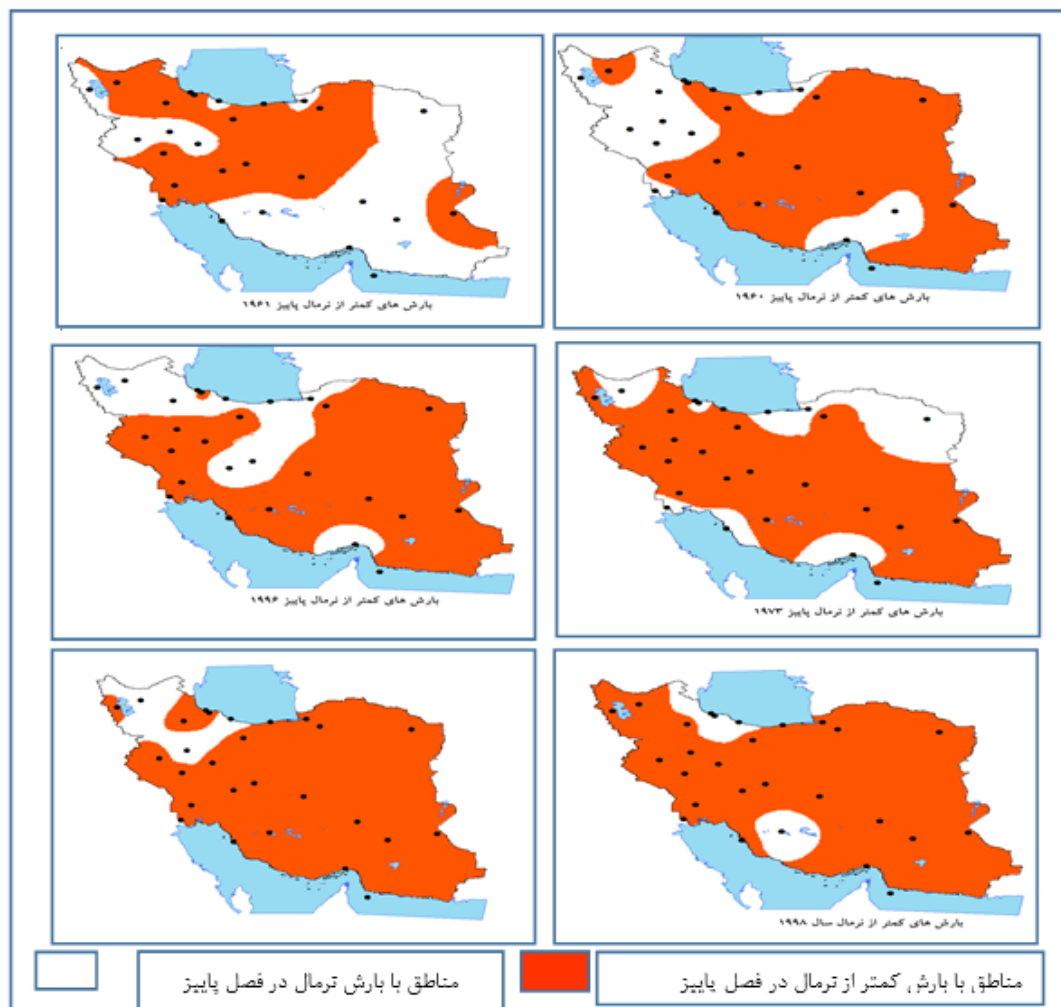 بارش های کمتر از نرمال پاییز ۱۹۶۰
بارش های کمتر از نرمال پاییز ۱۹۶۱
بارش های کمتر از نرمال پاییز ۱۹۷۳
بارش های کمتر از نرمال پاییز ۱۹۹۶
بارش های کمتر از نرمال سال ۱۹۹۸
مناطق با بارش کمتر از نرمال در فصل پاییز
مناطق با بارش نرمال در فصل پاییز